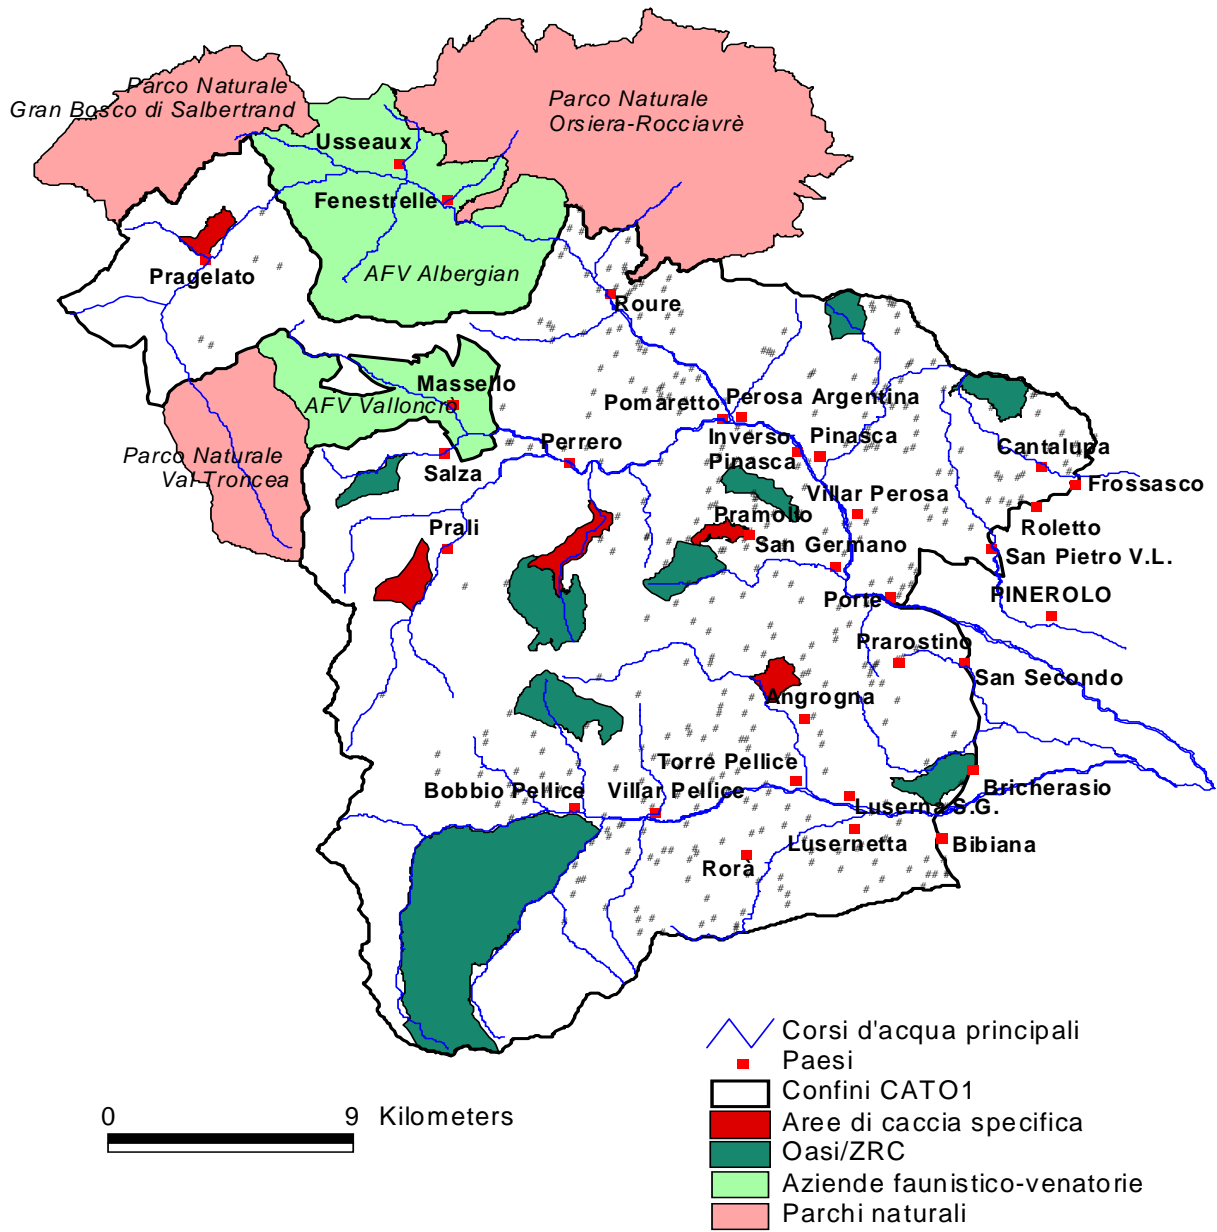 Parco Naturale
Gran Bosco di Salbertrand
Parco Naturale
Orsiera-Rocciavrè
Usseaux
Fenestrelle
Pragelato
AFV Albergian
Roure
Massello
AFV Valloncrò
Pomaretto
Perosa Argentina
Parco Naturale
Val Troncea
Salza
Perrero
Inverso
Pinasca
Pinasca
Cantalupa
Frossasco
Villar Perosa
Roletto
Prali
Pramollo
San Germano
San Pietro V.L.
Porte
PINEROLO
Prarostino
San Secondo
Angrogna
Torre Pellice
Bobbio Pellice
Villar Pellice
Bricherasio
Luserna S.G.
Lusernetta
Bibiana
Rorà
Corsi d'acqua principali
Paesi
Confini CATO1
Aree di caccia specifica
Oasi/ZRC
Aziende faunistico-venatorie
Parchi naturali
0 9 Kilometers